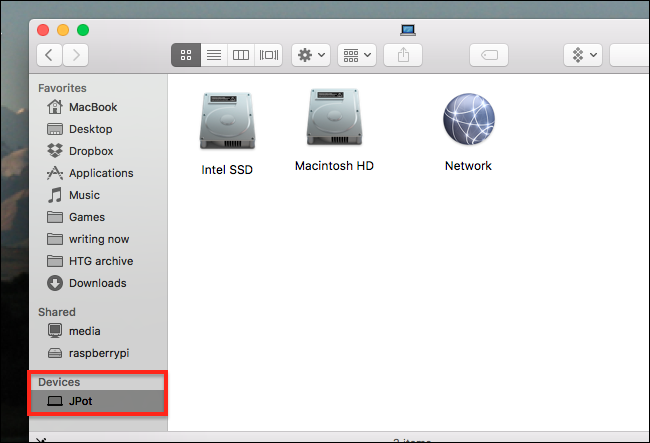 Favorites
MacBook
Desktop
Dropbox
Applications
Music
Games
writing now
HTG archive
Downloads
Shared
media
raspberrypi
Devices
JPot
Intel SSD
Macintosh HD
Network
items